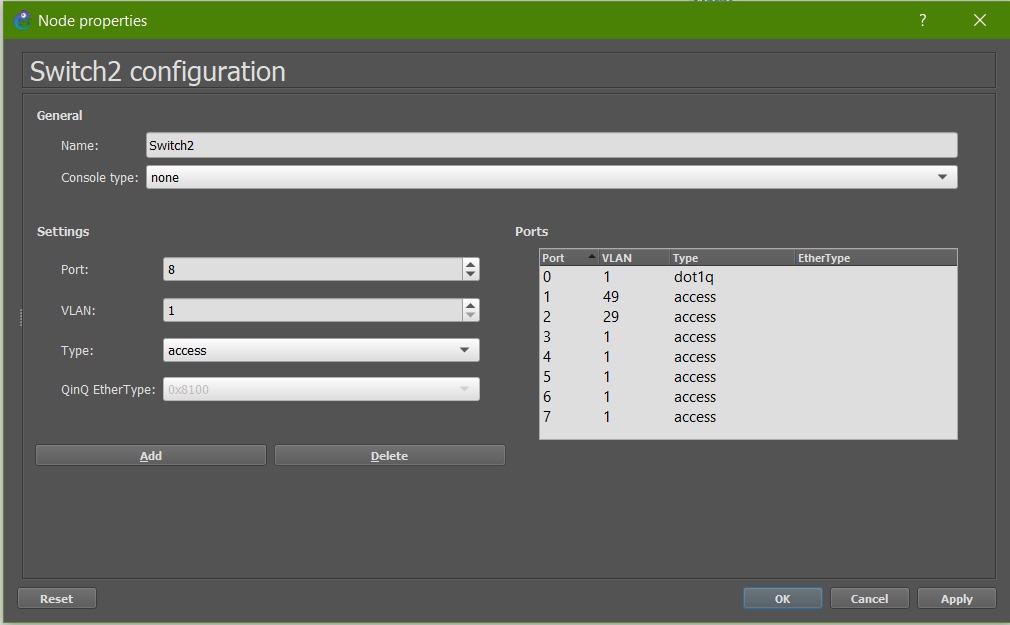 Node properties
?
Switch2 configuration
General
Name: Switch2
Console type: none
Settings
Port: 8
VLAN: 1
Type: access
QinQ EtherType: 0x8100
Add Delete
Ports
Port VLAN Type EtherType
0 1 dot1q
1 49 access
2 29 access
3 1 access
4 1 access
5 1 access
6 1 access
7 1 access
Reset OK Cancel Apply